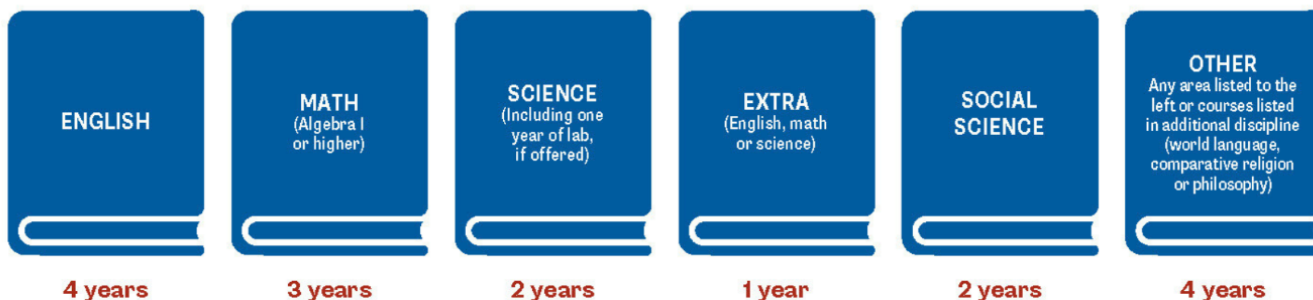 ENGLISH
4 years
MATH
(Algebra I
or higher)
3 years
SCIENCE
(Including one
year of lab,
if offered)
2 years
EXTRA
(English, math
or science)
1 year
SOCIAL
SCIENCE
2 years
OTHER
Any area listed to the
left or courses listed
in additional discipline
(world language,
comparative religion
or philosophy)
4 years